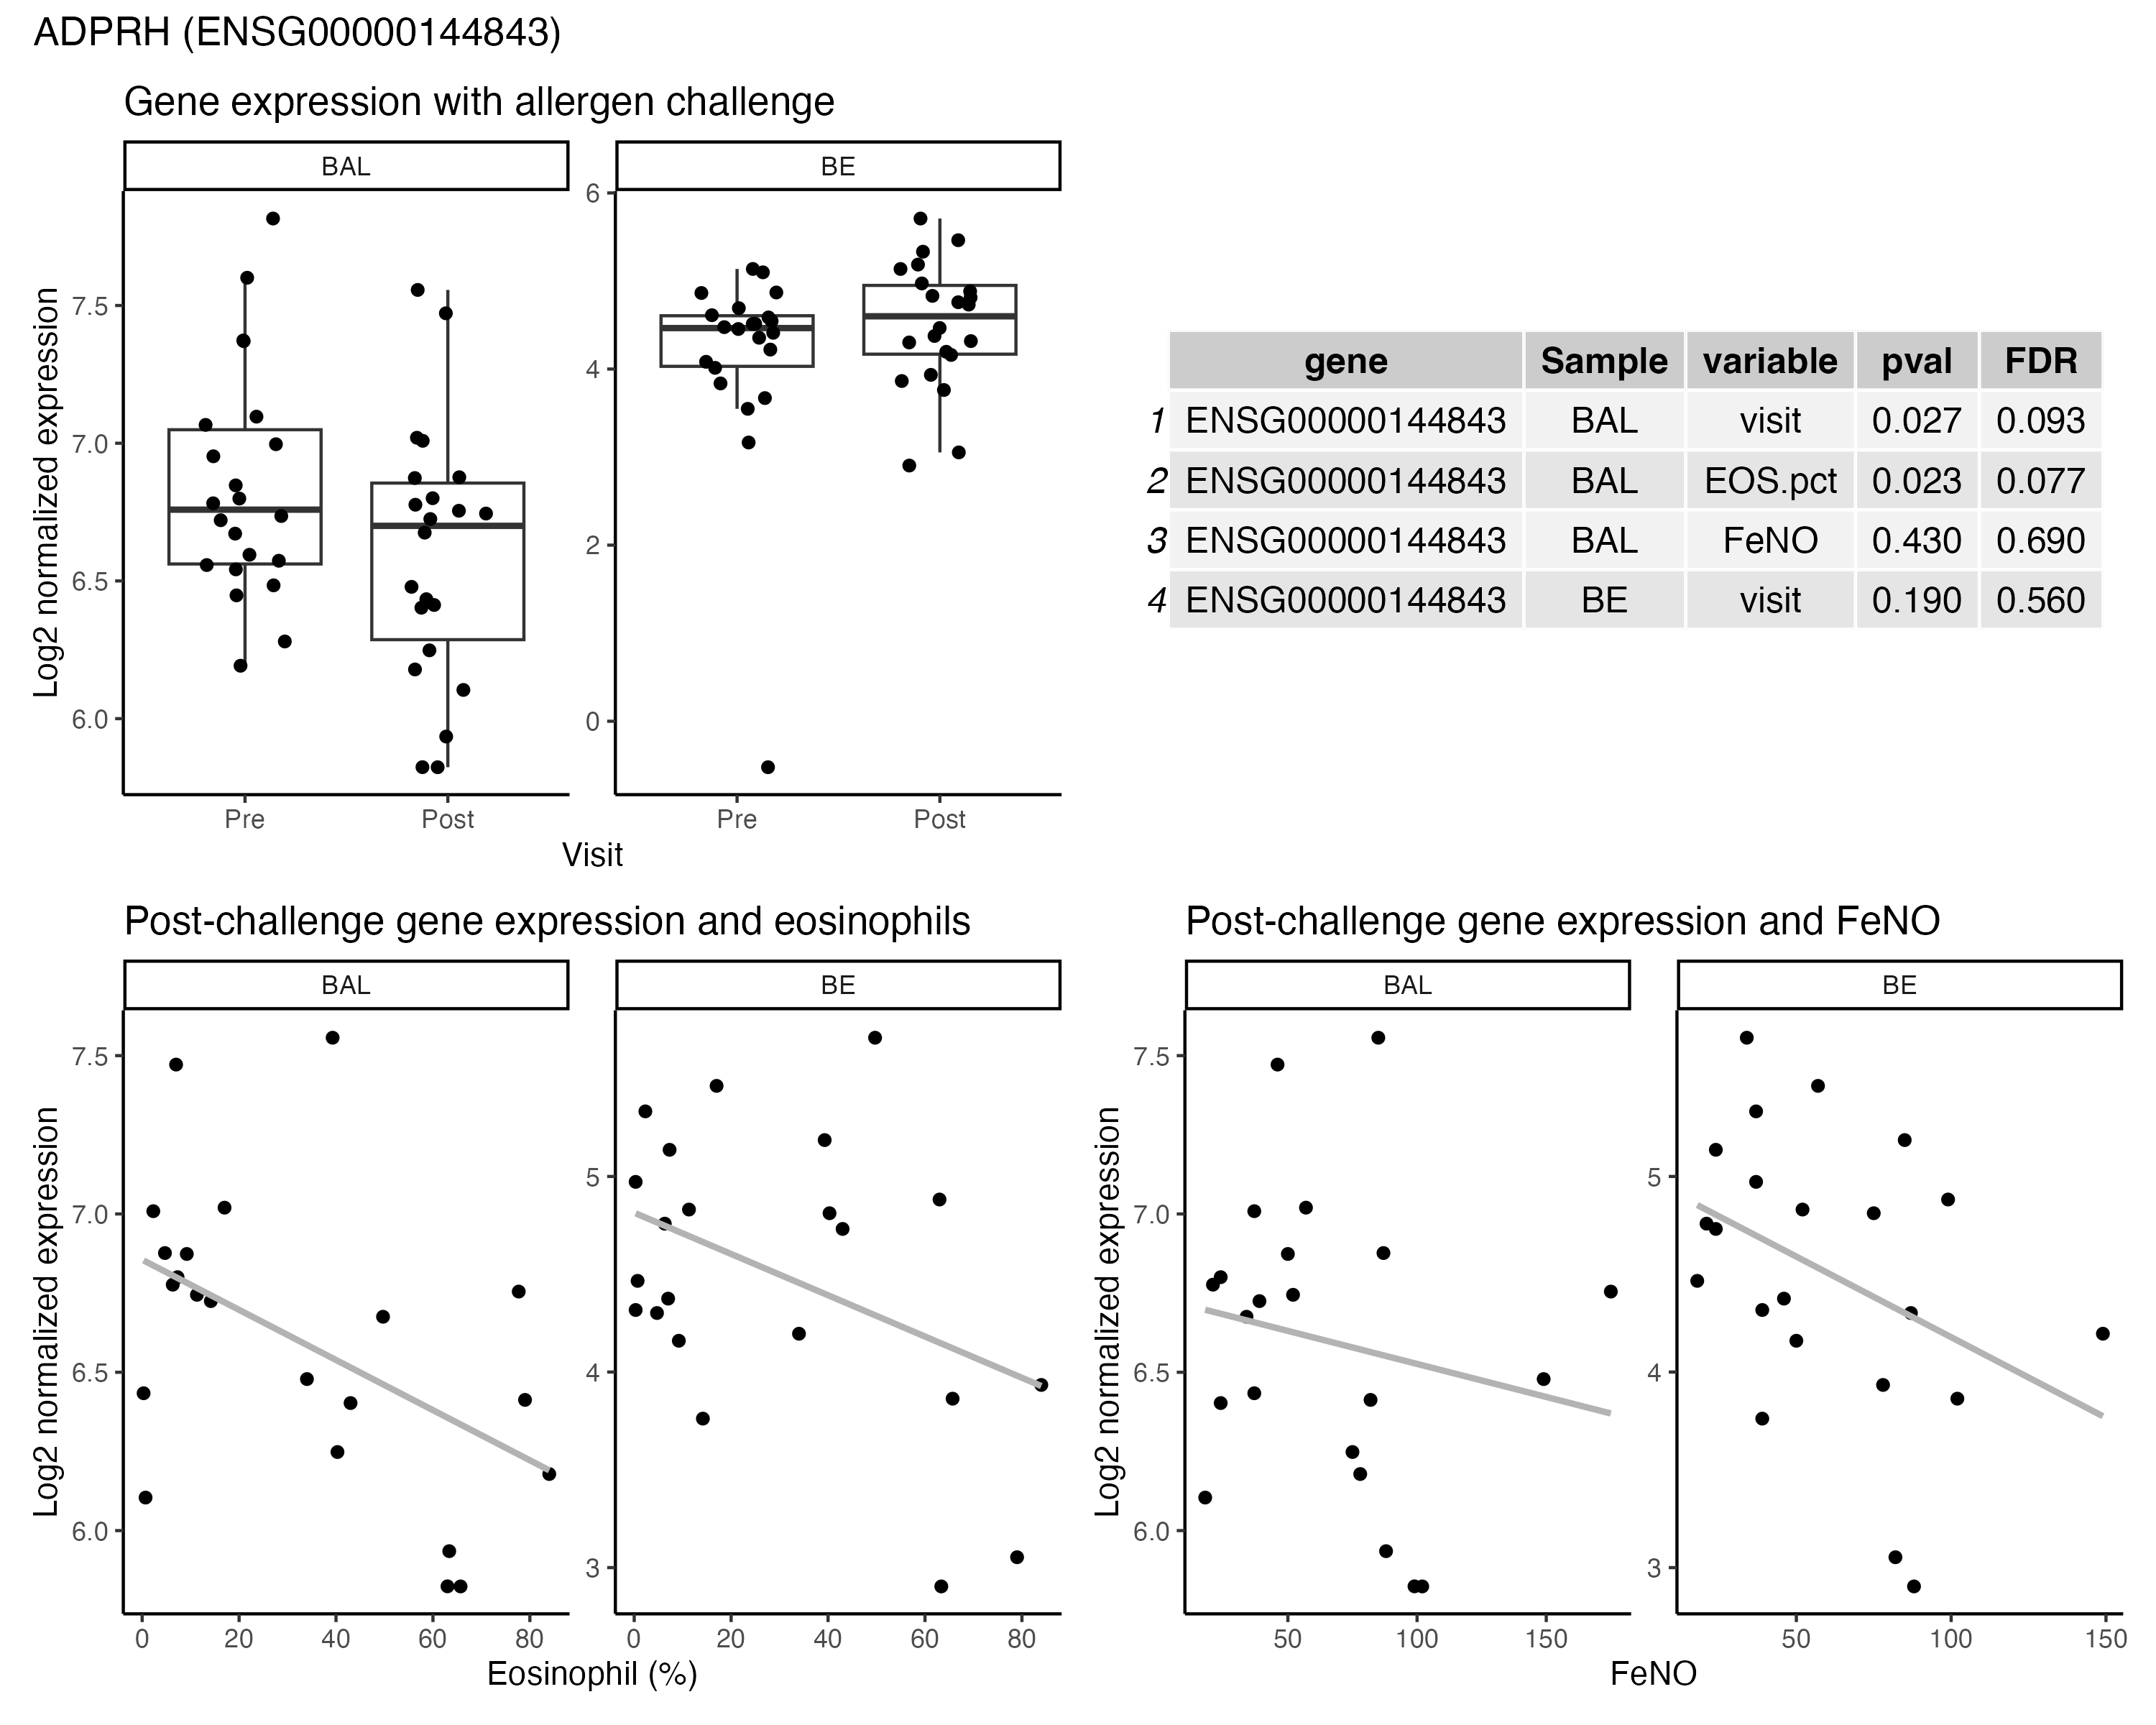 ADPRH (ENSG00000144843)
Gene expression with allergen challenge
BAL
BE
Log2 normalized expression
7.5
7.0
6.5
6.0
6
4
2
0
Pre
Post
Pre
Post
Visit
gene Sample variable pval FDR
1 ENSG00000144843 BAL visit 0.027 0.093
2 ENSG00000144843 BAL EOS.pct 0.023 0.077
3 ENSG00000144843 BAL FeNO 0.430 0.690
4 ENSG00000144843 BE visit 0.190 0.560
Post-challenge gene expression and eosinophils
BAL
BE
Log2 normalized expression
7.5
7.0
6.5
6.0
5
4
3
0 20 40 60 80
0 20 40 60 80
Eosinophil (%)
Post-challenge gene expression and FeNO
BAL
BE
Log2 normalized expression
7.5
7.0
6.5
6.0
5
4
3
50 100 150
50 100 150
FeNO